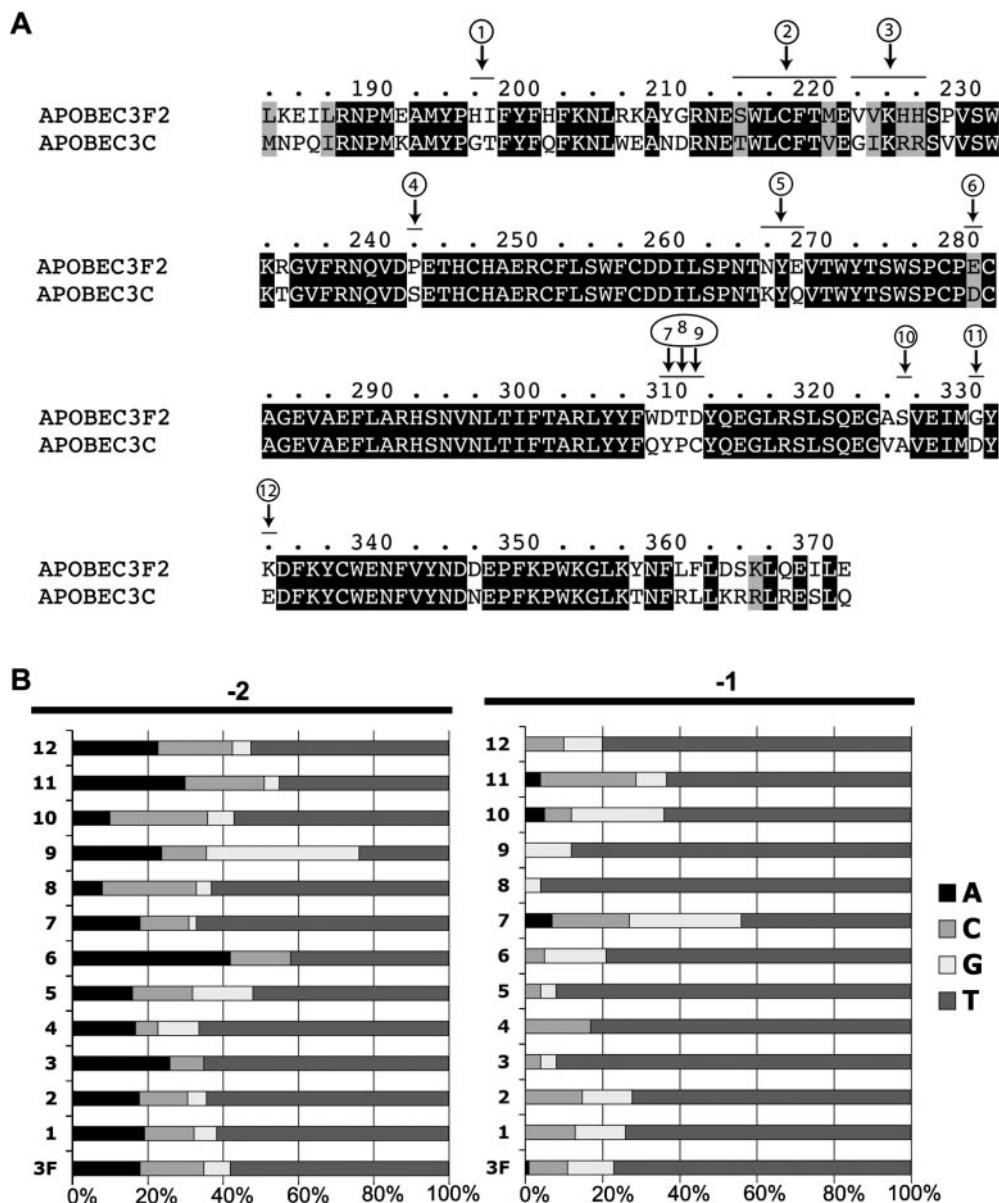 A
1 2 3
190 200 210 220 230
APOBEC3F2 LKEILRNPMEAMYPHIFYFHFKNLRKAYGRNESWLCFTMEVVKHHSPVSW
APOBEC3C MNPQIRNPMKAMYPGTFYFQFKNLWEANDRNETWLCFTVEGIKRRSVVSW
4 5 6
240 250 260 270 280
APOBEC3F2 KRGVFRNQVDPETHCHAERCFLSWFCDDILSPNTNYEVTWYTSWSPCPEC
APOBEC3C KTGVFRNQVDSETHCHAERCFLSWFCDDILSPNTKYQVTWYTSWSPCPDC
7 8 9 10 11
290 300 310 320 330
APOBEC3F2 AGEVAEFLARHSNVNLTIFTARLYYFWDTDYQEGLRSLSQEGASVEIMGY
APOBEC3C AGEVAEFLARHSNVNLTIFTARLYYFQYPCYQEGLRSLSQEGVAVEIMDY
12
340 350 360 370
APOBEC3F2 KDFKYCWENFVYNDDEPFKPWKGLKYNFLFLDSKLQEILE
APOBEC3C EDFKYCWENFVYNDNEPFKPWKGLKTNFRLLKRRLRESLQ
B
-2
12
11
10
9
8
7
6
5
4
3
2
1
3F
0% 20% 40% 60% 80% 100%
-1
12
11
10
9
8
7
6
5
4
3
2
1
3F
0% 20% 40% 60% 80% 100%
A
C
G
T